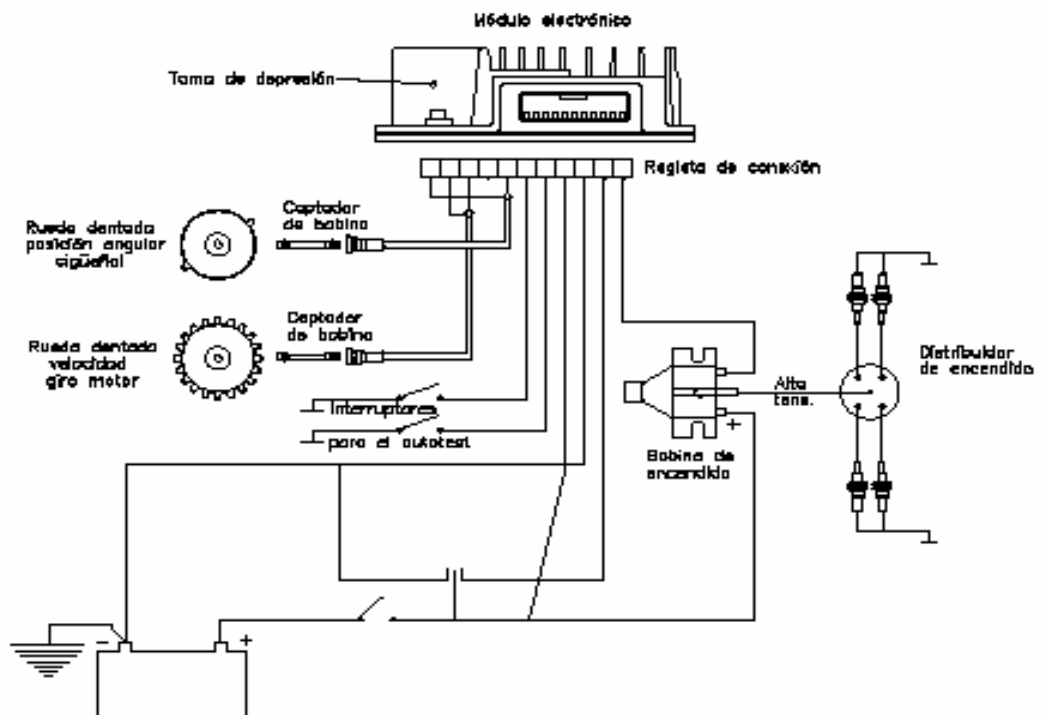 Módulo electrónico
Toma de depresión
Regleta de conexión
Rueda dentada
posición angular
cigüeñal
Captador
de bobina
Rueda dentada
velocidad
giro motor
Captador
de bobina
Interruptores
para el autotest
Bobina de
encendido
+
Alta
tens.
Distribuidor
de encendido
-
+